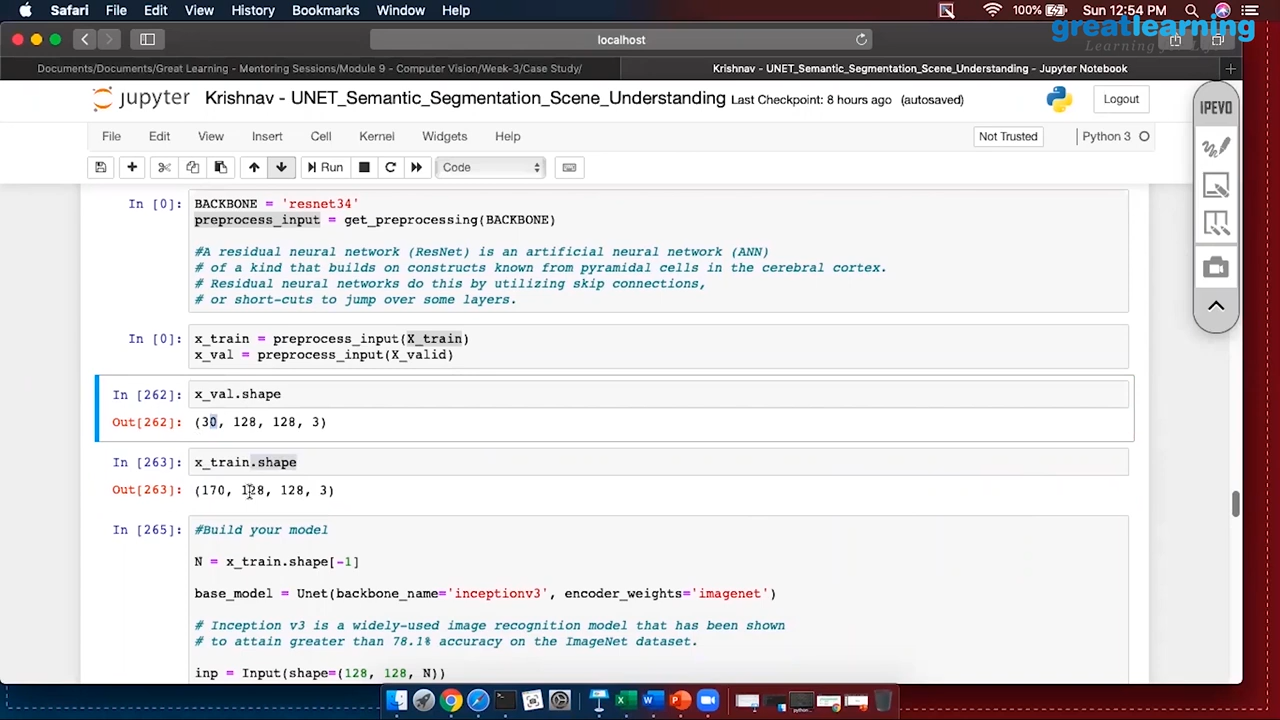 Safari File Edit View History Bookmarks Window Help 100% Sun 12:54 PM
greatlearning
Learning for Life
localhost
Documents/Documents/Great Learning - Mentoring Sessions/Module 9 - Computer Vision/Week-3/Case Study/ Krishnav - UNET_Semantic_Segmentation_Scene_Understanding - Jupyter Notebook
jupyter Krishnav - UNET_Semantic_Segmentation_Scene_Understanding Last Checkpoint: 8 hours ago (autosaved) Logout
IPEVO
File Edit View Insert Cell Kernel Widgets Help Not Trusted Python 3
Run Code
In [0]: BACKBONE = 'resnet34'
preprocess_input = get_preprocessing(BACKBONE)
#A residual neural network (ResNet) is an artificial neural network (ANN)
# of a kind that builds on constructs known from pyramidal cells in the cerebral cortex.
# Residual neural networks do this by utilizing skip connections,
# or short-cuts to jump over some layers.
In [0]: x_train = preprocess_input(X_train)
x_val = preprocess_input(X_valid)
In [262]: x_val.shape
Out[262]: (30, 128, 128, 3)
In [263]: x_train.shape
Out[263]: (170, 128, 128, 3)
In [265]: #Build your model
N = x_train.shape[-1]
base_model = Unet(backbone_name='inceptionv3', encoder_weights='imagenet')
# Inception v3 is a widely-used image recognition model that has been shown
# to attain greater than 78.1% accuracy on the ImageNet dataset.
inp = Input(shape=(128, 128, N))